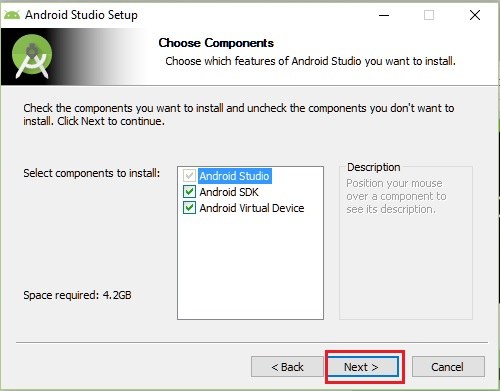 Android Studio Setup
Choose Components
Choose which features of Android Studio you want to install.
Check the components you want to install and uncheck the components you don't want to
install. Click Next to continue.
Select components to install:
Android Studio
Android SDK
Android Virtual Device
Description
Position your mouse
over a component to
see its description.
Space required: 4.2GB
< Back
Next >
Cancel